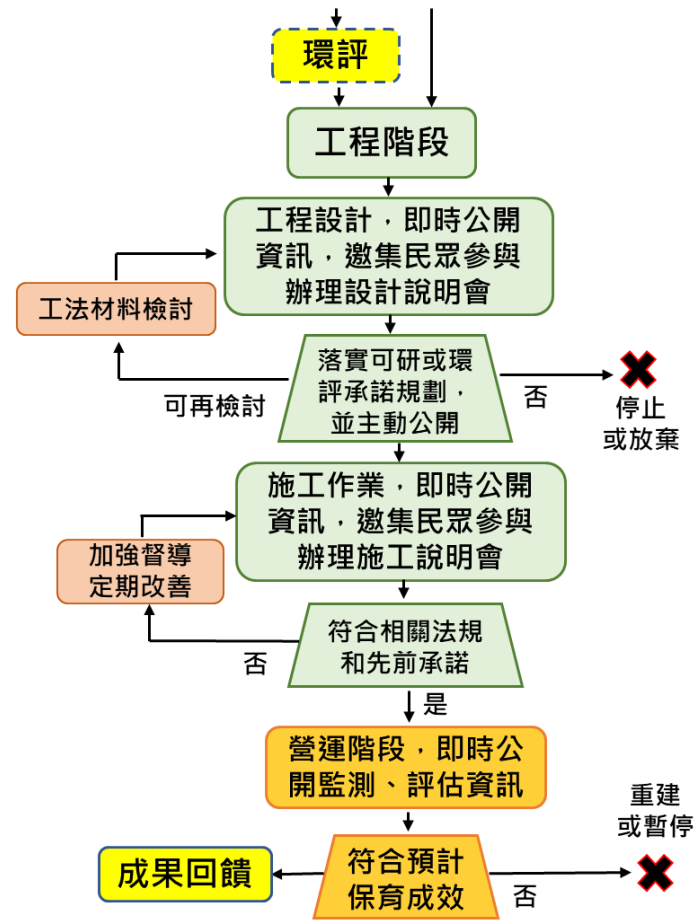 環評
工程階段
工程設計，即時公開
資訊，邀集民眾參與
辦理設計說明會
工法材料檢討
落實可研或環
評承諾規劃，
並主動公開
可再檢討
否
停止
或放棄
施工作業，即時公開
資訊，邀集民眾參與
辦理施工說明會
加強督導
定期改善
符合相關法規
和先前承諾
否
是
營運階段，即時公
開監測、評估資訊
重建
或暫停
符合預計
保育成效
成果回饋
否